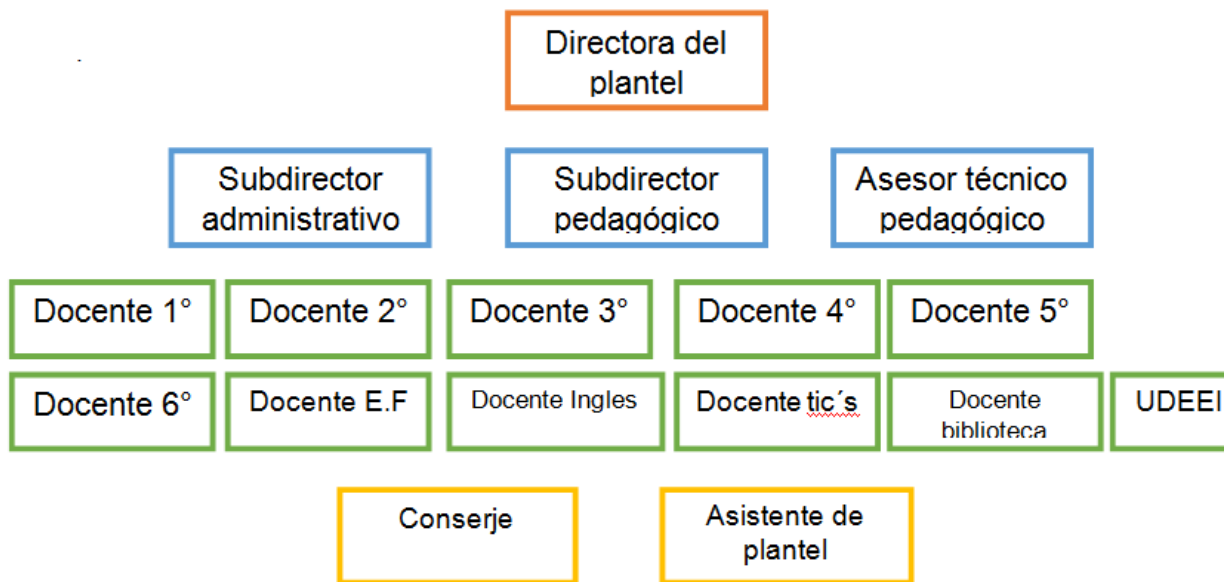 Directora del
plantel
Subdirector
administrativo
Subdirector
pedagógico
Asesor técnico
pedagógico
Docente 1°
Docente 2°
Docente 3°
Docente 4°
Docente 5°
Docente 6°
Docente E.F
Docente Ingles
Docente tic´s
Docente
biblioteca
UDEEI
Conserje
Asistente de
plantel